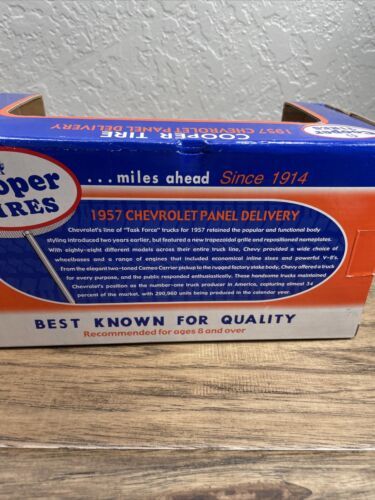 COOPER TIRE
1957 CHEVROLET PANEL DELIVERY
Cooper
TIRES
...miles ahead Since 1914
1957 CHEVROLET PANEL DELIVERY
Chevrolet's line of "Task Force" trucks for 1957 retained the popular and functional body
styling introduced two years earlier, but featured a new trapezoidal grille and repositioned nameplates.
With eighty-eight different models across their entire truck line, Chevy provided a wide choice of
wheelbases and a range of engines that included economical inline sixes and powerful V-8's.
From the elegant two-toned Cameo Carrier pickup to the rugged factory stake body, Chevy offered a truck
for every purpose, and the public responded enthusiastically. These handsome trucks maintained
Chevrolet's position as the number-one truck producer in America, capturing almost 34
percent of the market, with 290,960 units being produced in the calendar year.
BEST KNOWN FOR QUALITY
Recommended for ages 8 and over